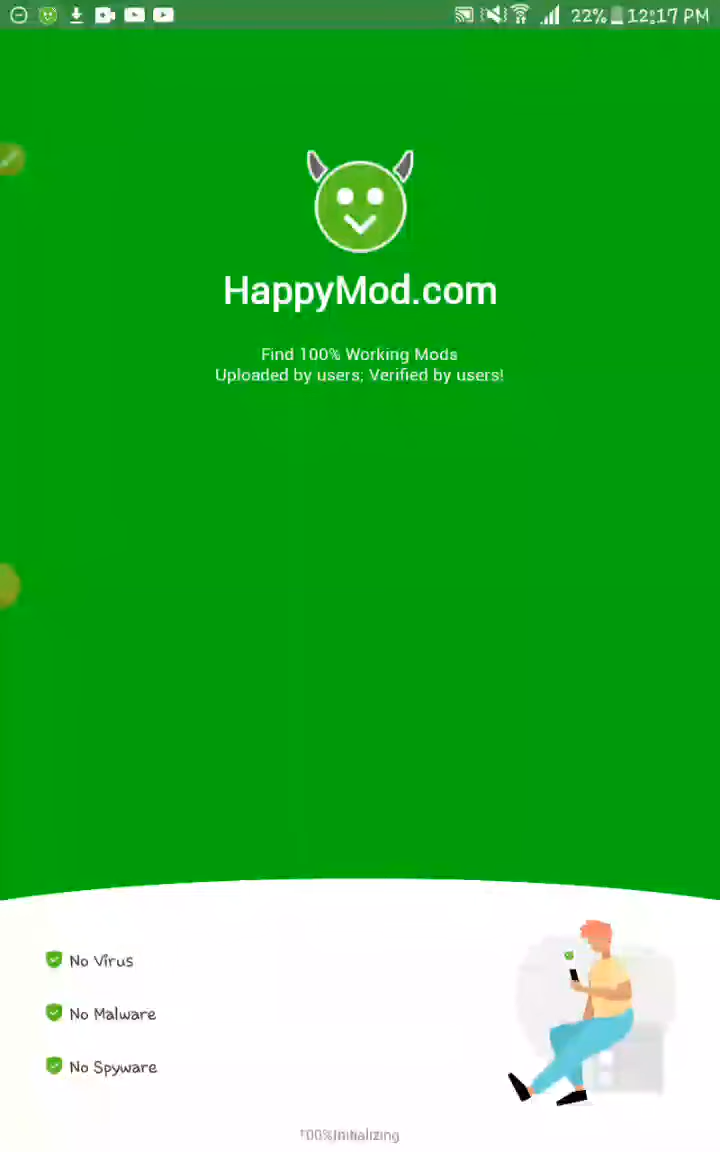 22% 12:17 PM
HappyMod.com
Find 100% Working Mods
Uploaded by users; Verified by users!
No Virus
No Malware
No Spyware
100%Initializing